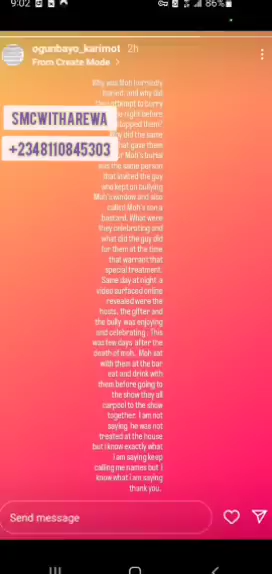 9:02
86%
ogunbayo_karimot 2h
From Create Mode >
Why was Moh hurriedly
buried, and why did
they attempt to bury
right before
stopped them?
did the same
that gave them
Moh's burial
was the same person
that invited the guy
who kept on bullying
Moh's widow and also
called Moh's son a
bastard. What were
they celebrating and
what did the guy did
for them at the time
that warrant that
special treatment.
Same day at night a
video surfaced online
revealed were the
hosts, the gifter and
the bully was enjoying
and celebrating. This
was few days after the
death of moh. Moh sat
with them at the bar
eat and drink with
them before going to
the show they all
carpool to the show
together. I am not
saying he was not
treated at the house
but i know exactly what
i am saying keep
calling me names but I
know what i am saying
thank you.
SMCWITHAREWA
+2348110845303
Send message